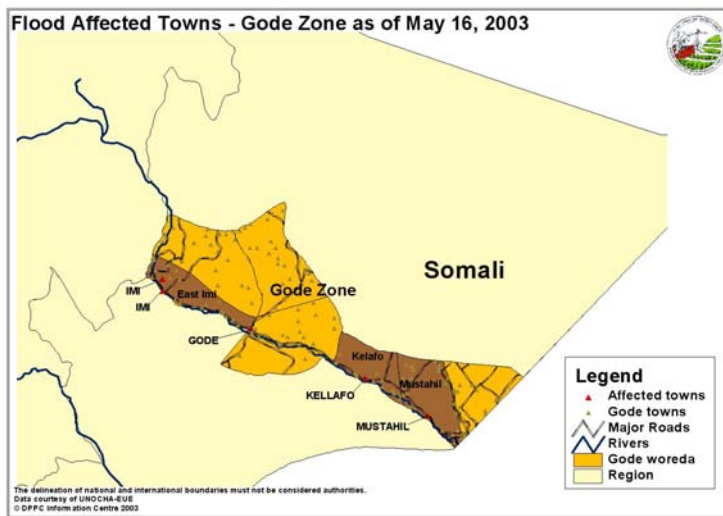 Flood Affected Towns - Gode Zone as of May 16, 2003
Somali
IMI
East Imi
Gode Zone
IMI
GODE
Kelafo
Mustahil
KELLAFO
MUSTAHIL
Legend
Affected towns
Gode towns
Major Roads
Rivers
Gode woreda
Region
The delineation of national and international boundaries must not be considered authorities.
Data courtesy of UNOCHA-EUE
© DPPC Information Centre 2003